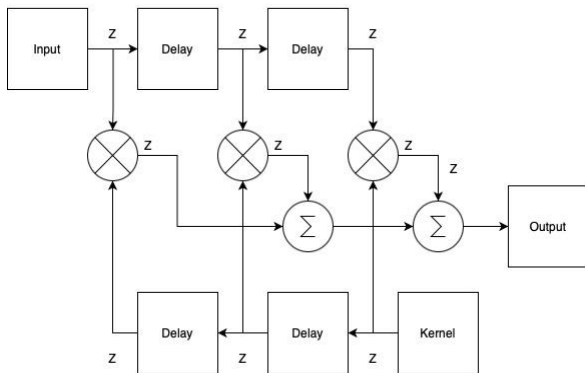 Z Z Z
Input Delay Delay
Z Z Z
Z
Σ Σ
Output
Delay Delay Kernel
Z Z Z